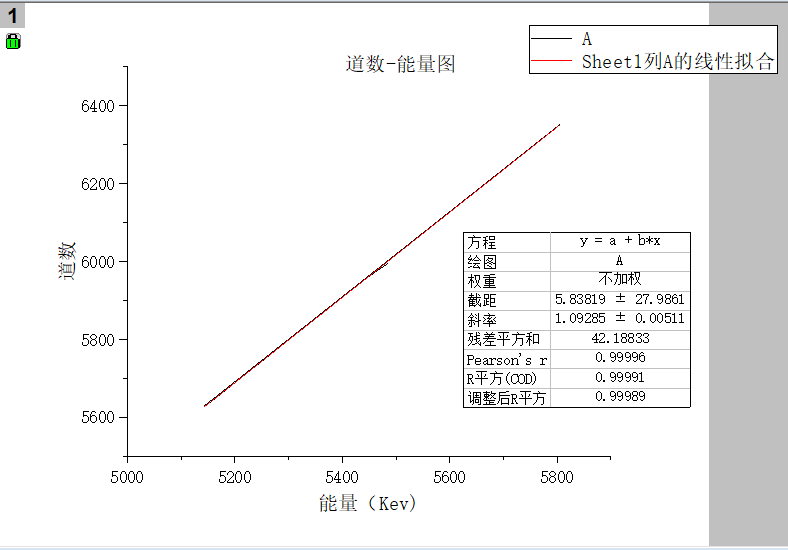 1
A
Sheet1列A的线性拟合
道数-能量图
6400
6200
6000
5800
5600
道数
5000 5200 5400 5600 5800
能量（Kev)
方程 y = a + b*x
绘图 A
权重 不加权
截距 5.83819 ± 27.9861
斜率 1.09285 ± 0.00511
残差平方和 42.18833
Pearson's r 0.99996
R平方(COD) 0.99991
调整后R平方 0.99989